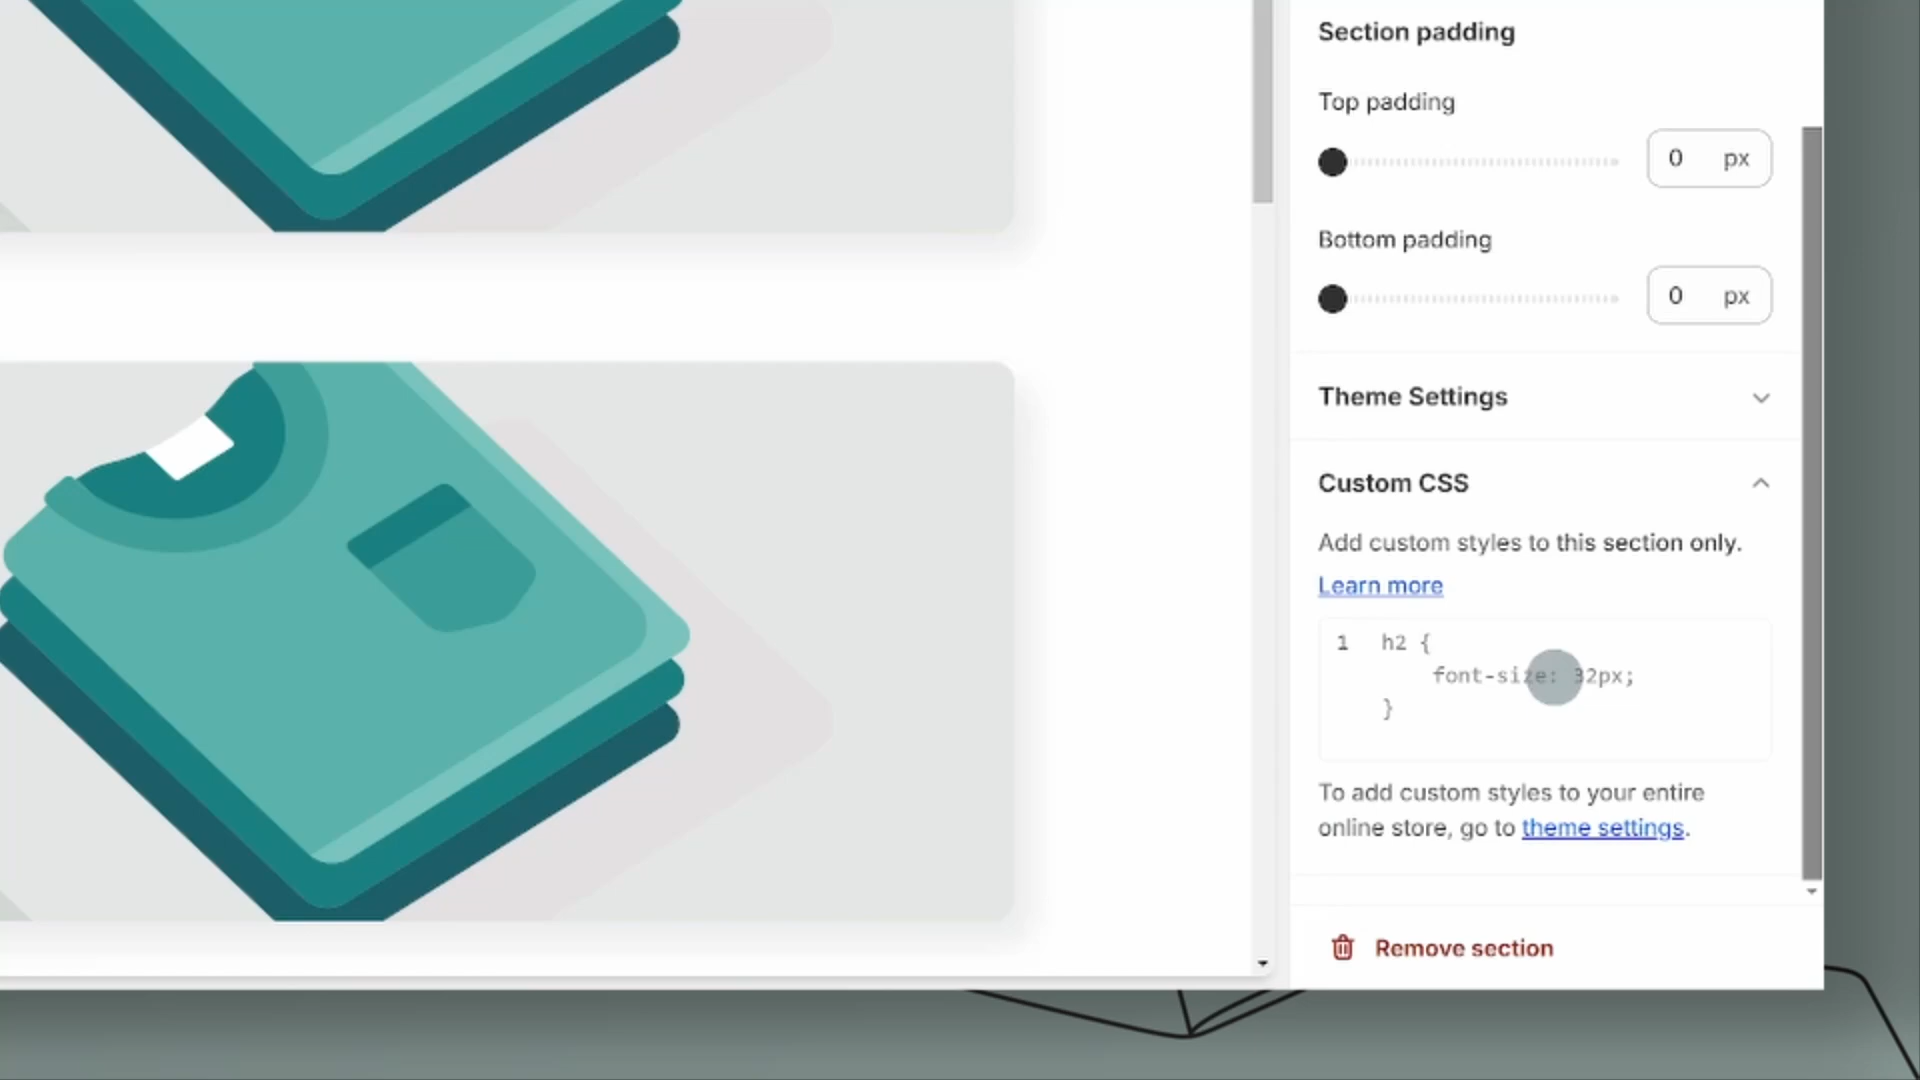 Section padding
Top padding
0 px
Bottom padding
0 px
Theme Settings
Custom CSS
Add custom styles to this section only.
Learn more
1 h2 {
font-size: 32px;
}
To add custom styles to your entire
online store, go to theme settings.
Remove section